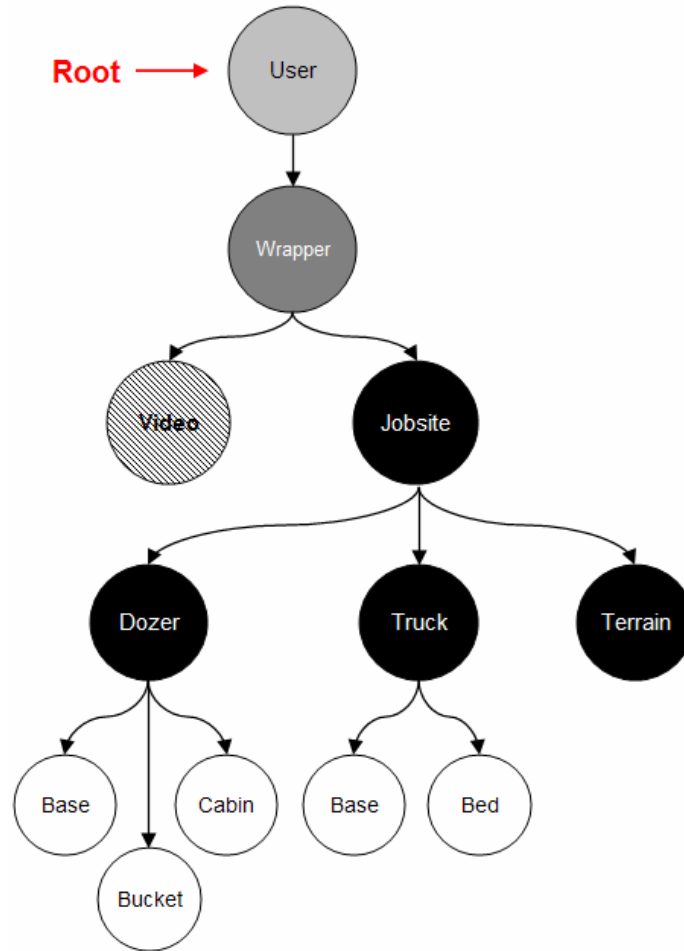 Root
User
Wrapper
Video
Jobsite
Dozer
Truck
Terrain
Base
Cabin
Base
Bed
Bucket